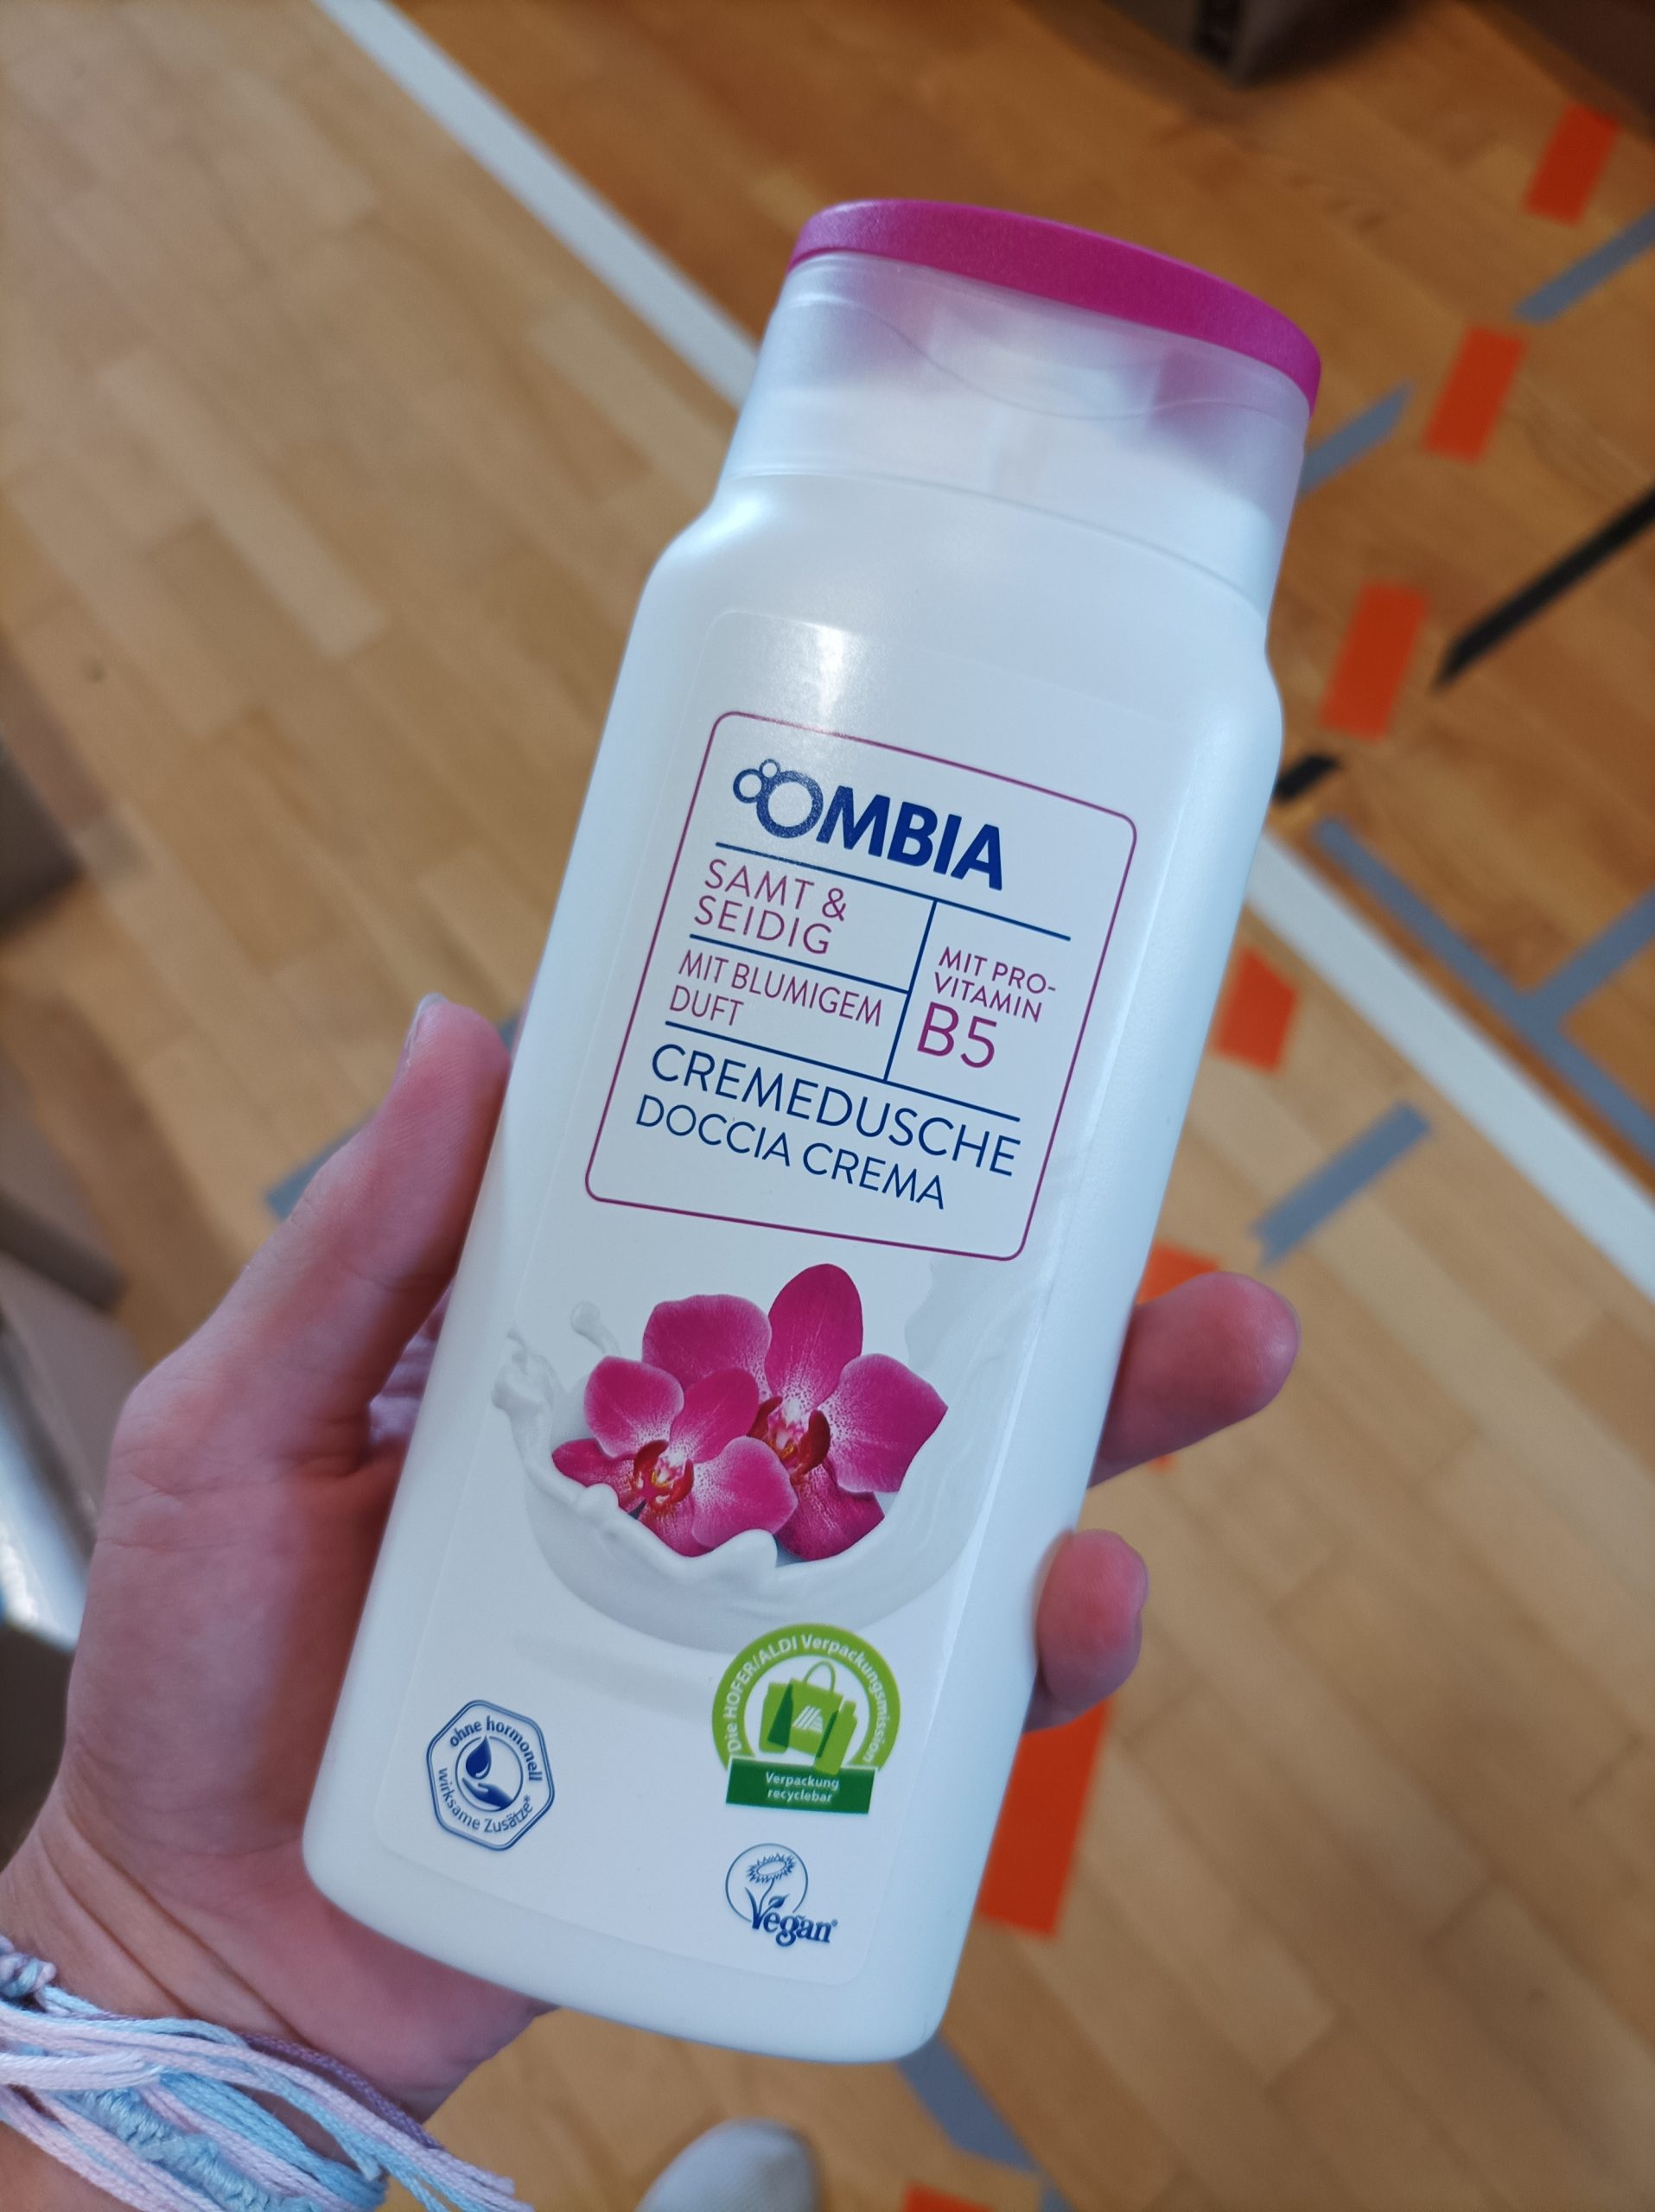 OMBIA
SAMT &
SEIDIG
MIT BLUMIGEM
DUFT
MIT PRO-
VITAMIN
B5
CREMEDUSCHE
DOCCIA CREMA
Die HOFER/ALDI Verpackungsmission
Verpackung
recyclebar
ohne hormonell
wirksame Zusätze*
Vegan